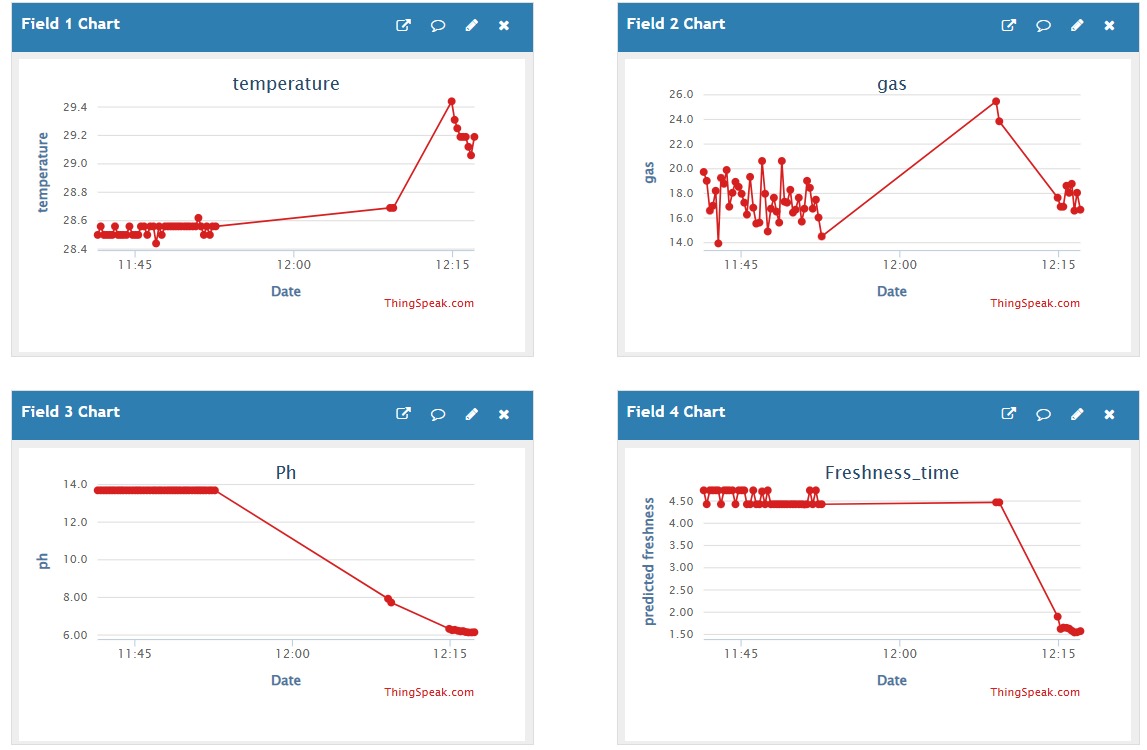 Field 1 Chart
temperature
29.4
29.2
29.0
28.8
28.6
28.4
temperature
11:45 12:00 12:15
Date
ThingSpeak.com
Field 2 Chart
gas
26.0
24.0
22.0
20.0
18.0
16.0
14.0
gas
11:45 12:00 12:15
Date
ThingSpeak.com
Field 3 Chart
Ph
14.0
12.0
10.0
8.00
6.00
ph
11:45 12:00 12:15
Date
ThingSpeak.com
Field 4 Chart
Freshness_time
4.50
4.00
3.50
3.00
2.50
2.00
1.50
predicted freshness
11:45 12:00 12:15
Date
ThingSpeak.com